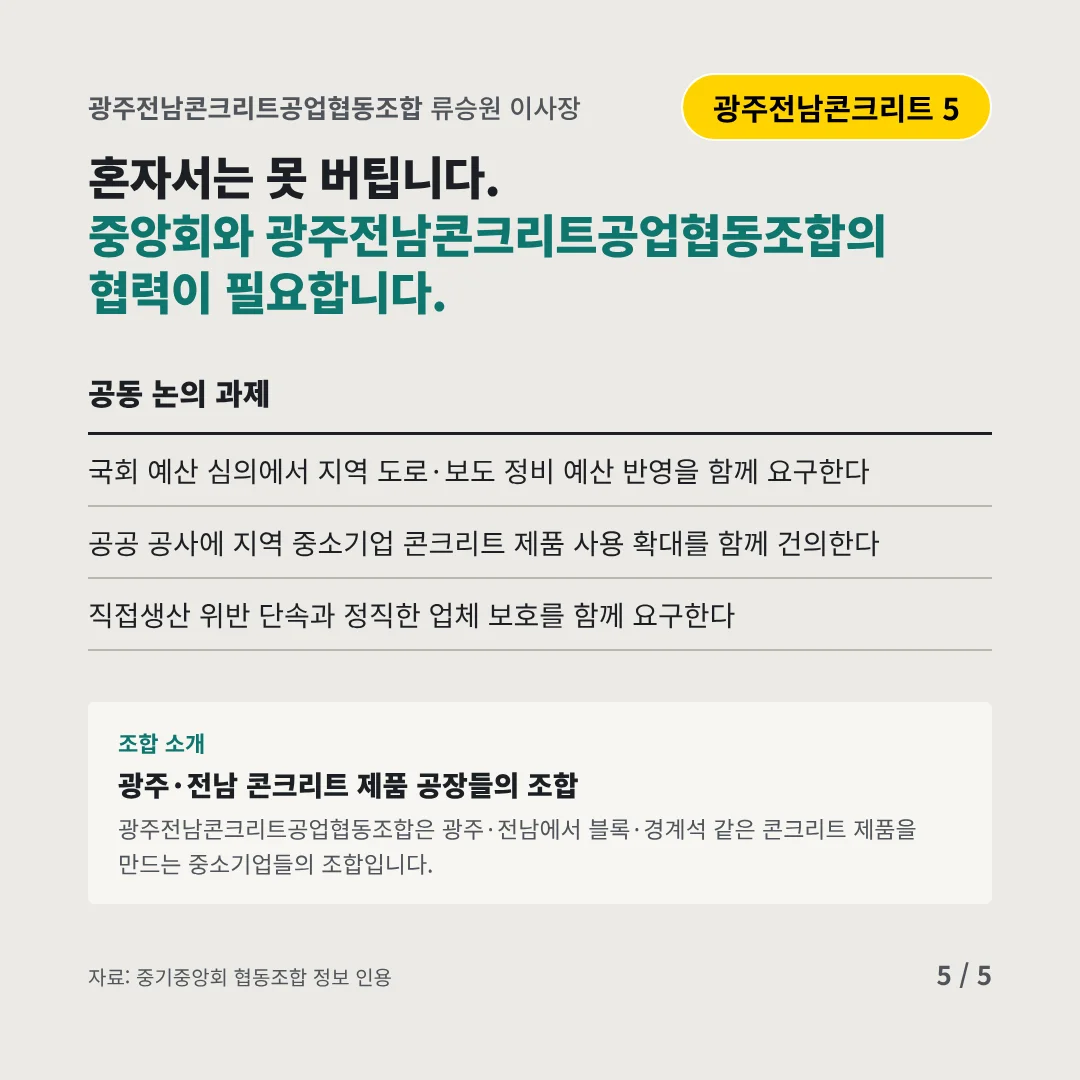 광주전남콘크리트공업협동조합 류승원 이사장
광주전남콘크리트 5
혼자서는 못 버팁니다.
중앙회와 광주전남콘크리트공업협동조합의
협력이 필요합니다.
공동 논의 과제
국회 예산 심의에서 지역 도로·보도 정비 예산 반영을 함께 요구한다
공공 공사에 지역 중소기업 콘크리트 제품 사용 확대를 함께 건의한다
직접생산 위반 단속과 정직한 업체 보호를 함께 요구한다
조합 소개
광주·전남 콘크리트 제품 공장들의 조합
광주전남콘크리트공업협동조합은 광주·전남에서 블록·경계석 같은 콘크리트 제품을
만드는 중소기업들의 조합입니다.
자료: 중기중앙회 협동조합 정보 인용
5 / 5